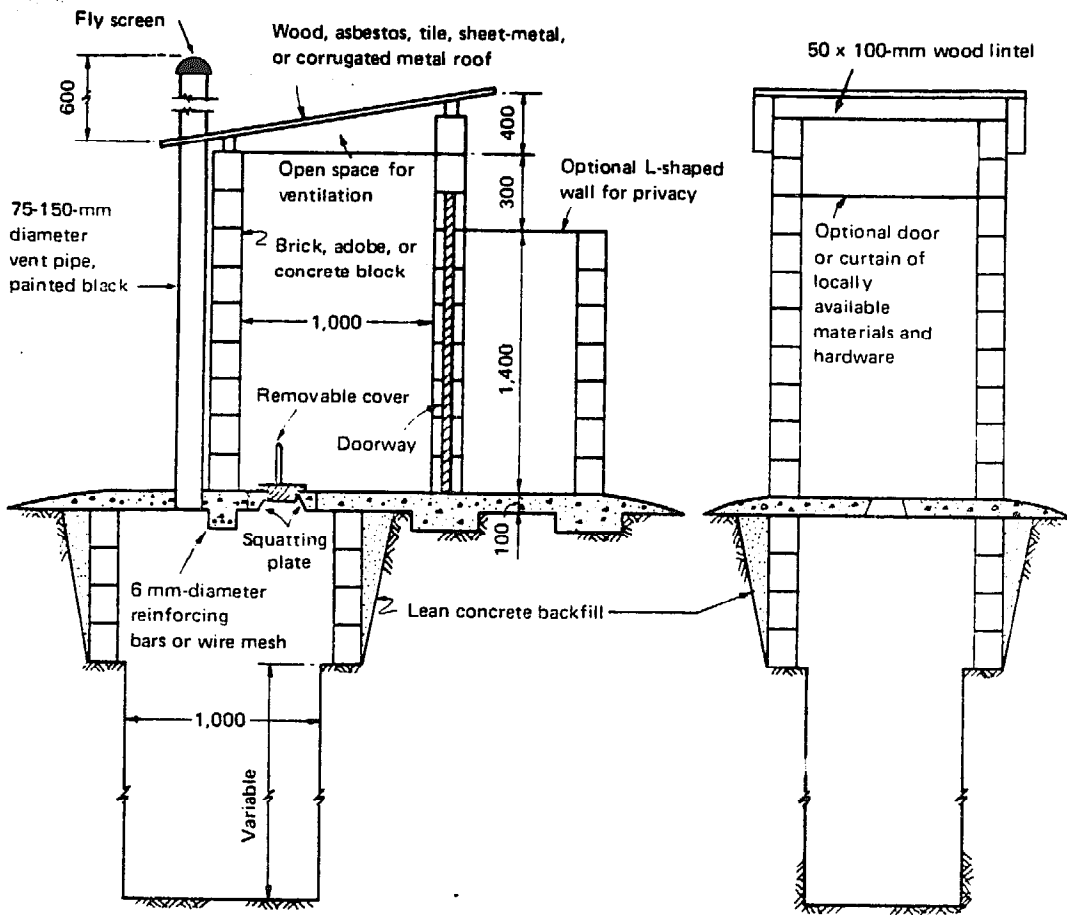 Fly screen
Wood, asbestos, tile, sheet-metal,
or corrugated metal roof
50 x 100-mm wood lintel
600
400
Open space for
ventilation
300
Optional L-shaped
wall for privacy
75-150-mm
diameter
vent pipe,
painted black
Brick, adobe, or
concrete block
Optional door
or curtain of
locally
available
materials and
hardware
1,000
1,400
Removable cover
Doorway
Squatting
plate
100
6 mm-diameter
reinforcing
bars or wire mesh
Lean concrete backfill
1,000
Variable